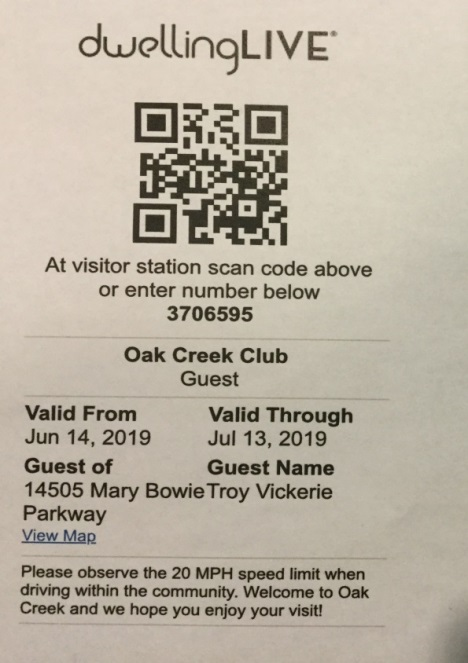 dwellingLIVE®
At visitor station scan code above
or enter number below
3706595
Oak Creek Club
Guest
Valid From Valid Through
Jun 14, 2019 Jul 13, 2019
Guest of Guest Name
14505 Mary Bowie Troy Vickerie
Parkway
View Map
Please observe the 20 MPH speed limit when
driving within the community. Welcome to Oak
Creek and we hope you enjoy your visit!